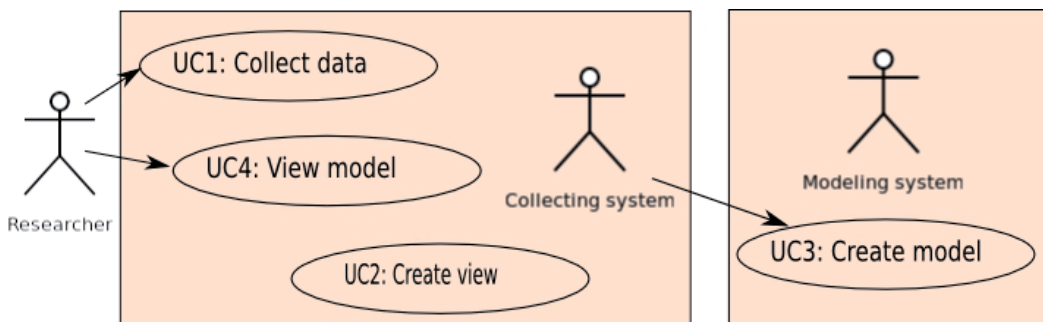 UC1: Collect data
UC4: View model
Researcher
Collecting system
UC2: Create view
Modeling system
UC3: Create model